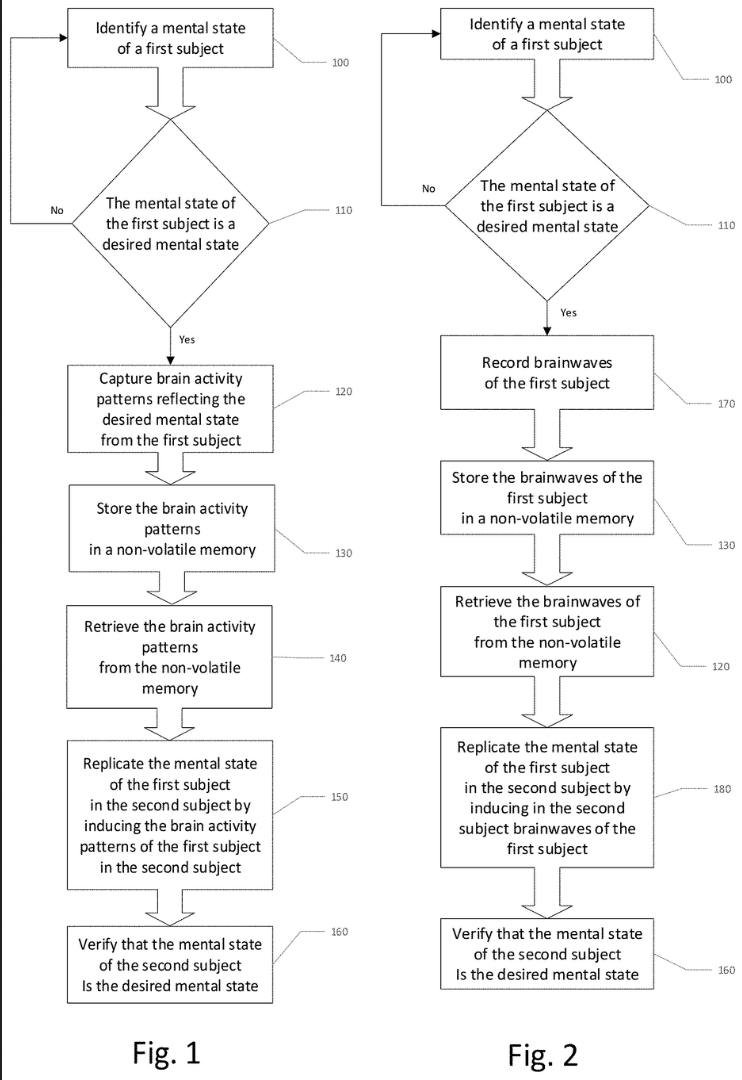 Identify a mental state
of a first subject
100
The mental state of
the first subject is a
desired mental state
110
No
Yes
Capture brain activity
patterns reflecting the
desired mental state
from the first subject
120
Store the brain activity
patterns
in a non-volatile memory
130
Retrieve the brain activity
patterns
from the non-volatile
memory
140
Replicate the mental state
of the first subject
in the second subject by
inducing the brain activity
patterns of the first subject
in the second subject
150
Verify that the mental state
of the second subject
Is the desired mental state
160
Fig. 1
Identify a mental state
of a first subject
100
The mental state of
the first subject is a
desired mental state
110
No
Yes
Record brainwaves
of the first subject
170
Store the brainwaves of the
first subject
in a non-volatile memory
130
Retrieve the brainwaves of
the first subject
from the non-volatile
memory
120
Replicate the mental state
of the first subject
in the second subject by
inducing in the second
subject brainwaves of the
first subject
180
Verify that the mental state
of the second subject
Is the desired mental state
160
Fig. 2